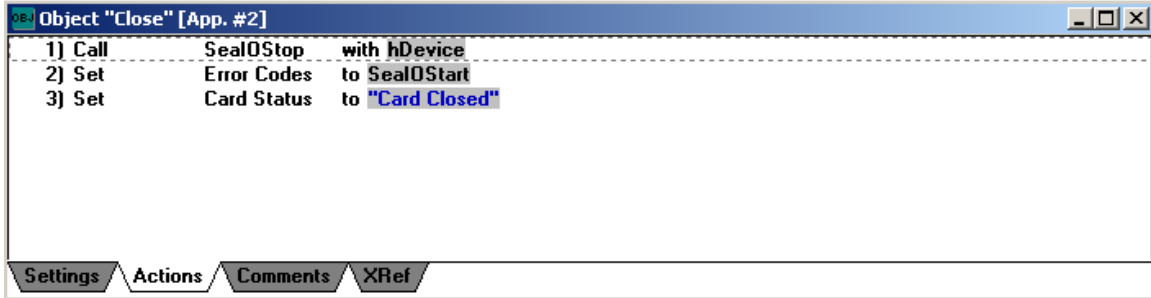 OBJ Object "Close" [App. #2]
1) Call SealOStop with hDevice
2) Set Error Codes to SealOStart
3) Set Card Status to "Card Closed"
Settings Actions Comments XRef